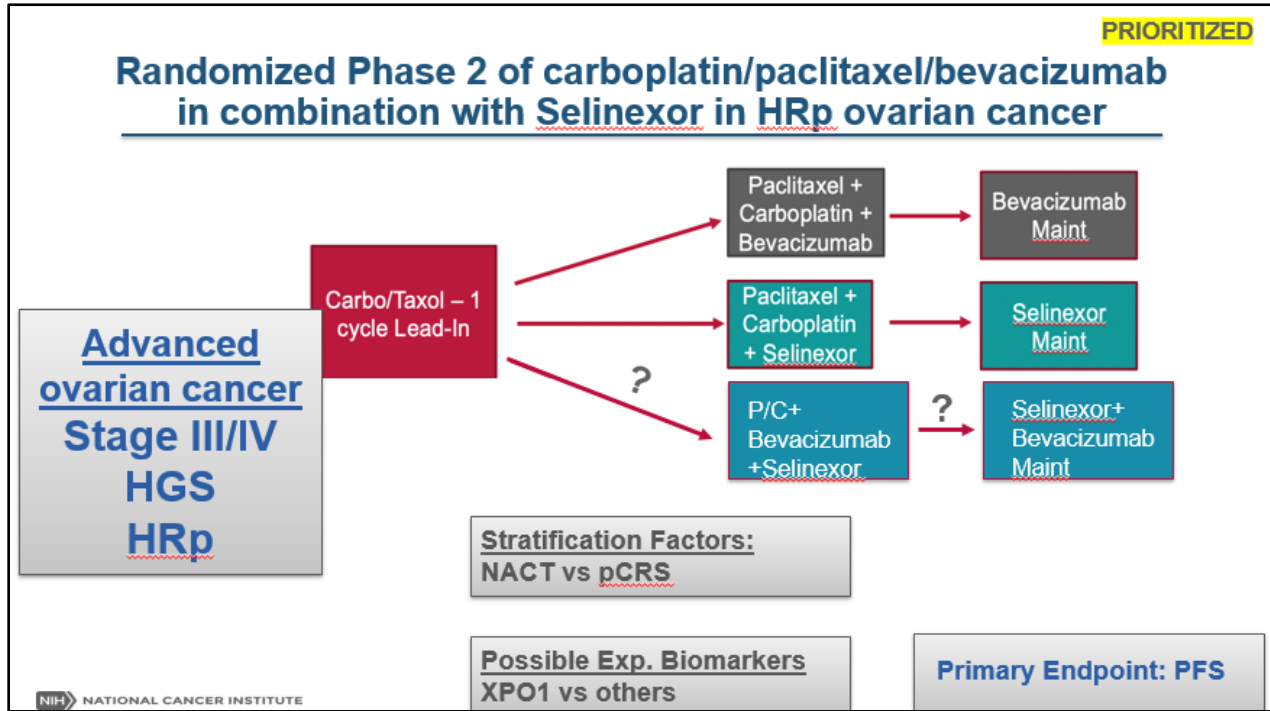 PRIORITIZED
Randomized Phase 2 of carboplatin/paclitaxel/bevacizumab
in combination with Selinexor in HRp ovarian cancer
Advanced
ovarian cancer
Stage III/IV
HGS
HRp
Carbo/Taxol – 1
cycle Lead-In
Paclitaxel +
Carboplatin +
Bevacizumab
Bevacizumab
Maint
Paclitaxel +
Carboplatin
+ Selinexor
Selinexor
Maint
?
P/C+
Bevacizumab
+Selinexor
?
Selinexor+
Bevacizumab
Maint
Stratification Factors:
NACT vs pCRS
Possible Exp. Biomarkers
XPO1 vs others
Primary Endpoint: PFS
NIH NATIONAL CANCER INSTITUTE